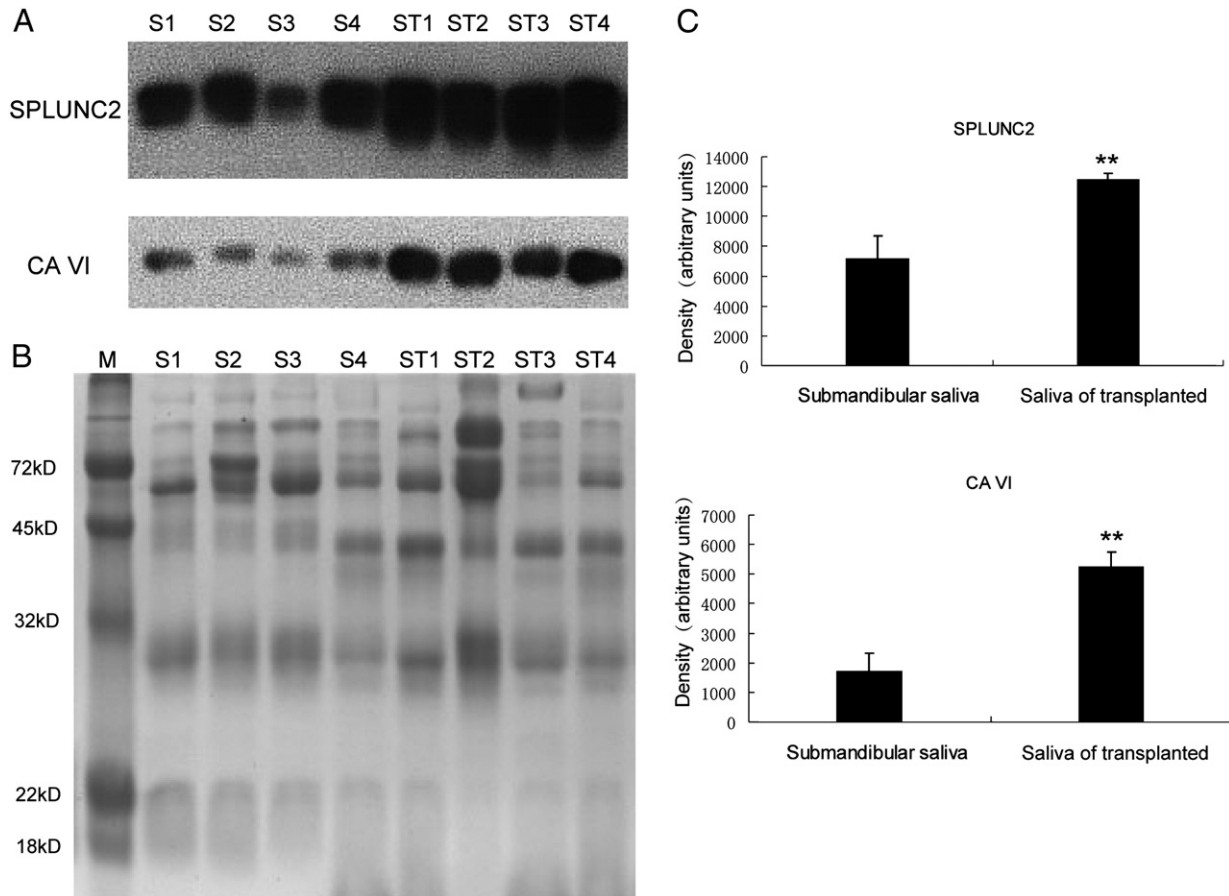 A
S1 S2 S3 S4 ST1 ST2 ST3 ST4
SPLUNC2
CA VI
B
M S1 S2 S3 S4 ST1 ST2 ST3 ST4
72kD
45kD
32kD
22kD
18kD
C
SPLUNC2
Density (arbitrary units)
14000
12000
10000
8000
6000
4000
2000
0
**
Submandibular saliva Saliva of transplanted
CA VI
Density (arbitrary units)
7000
6000
5000
4000
3000
2000
1000
0
**
Submandibular saliva Saliva of transplanted